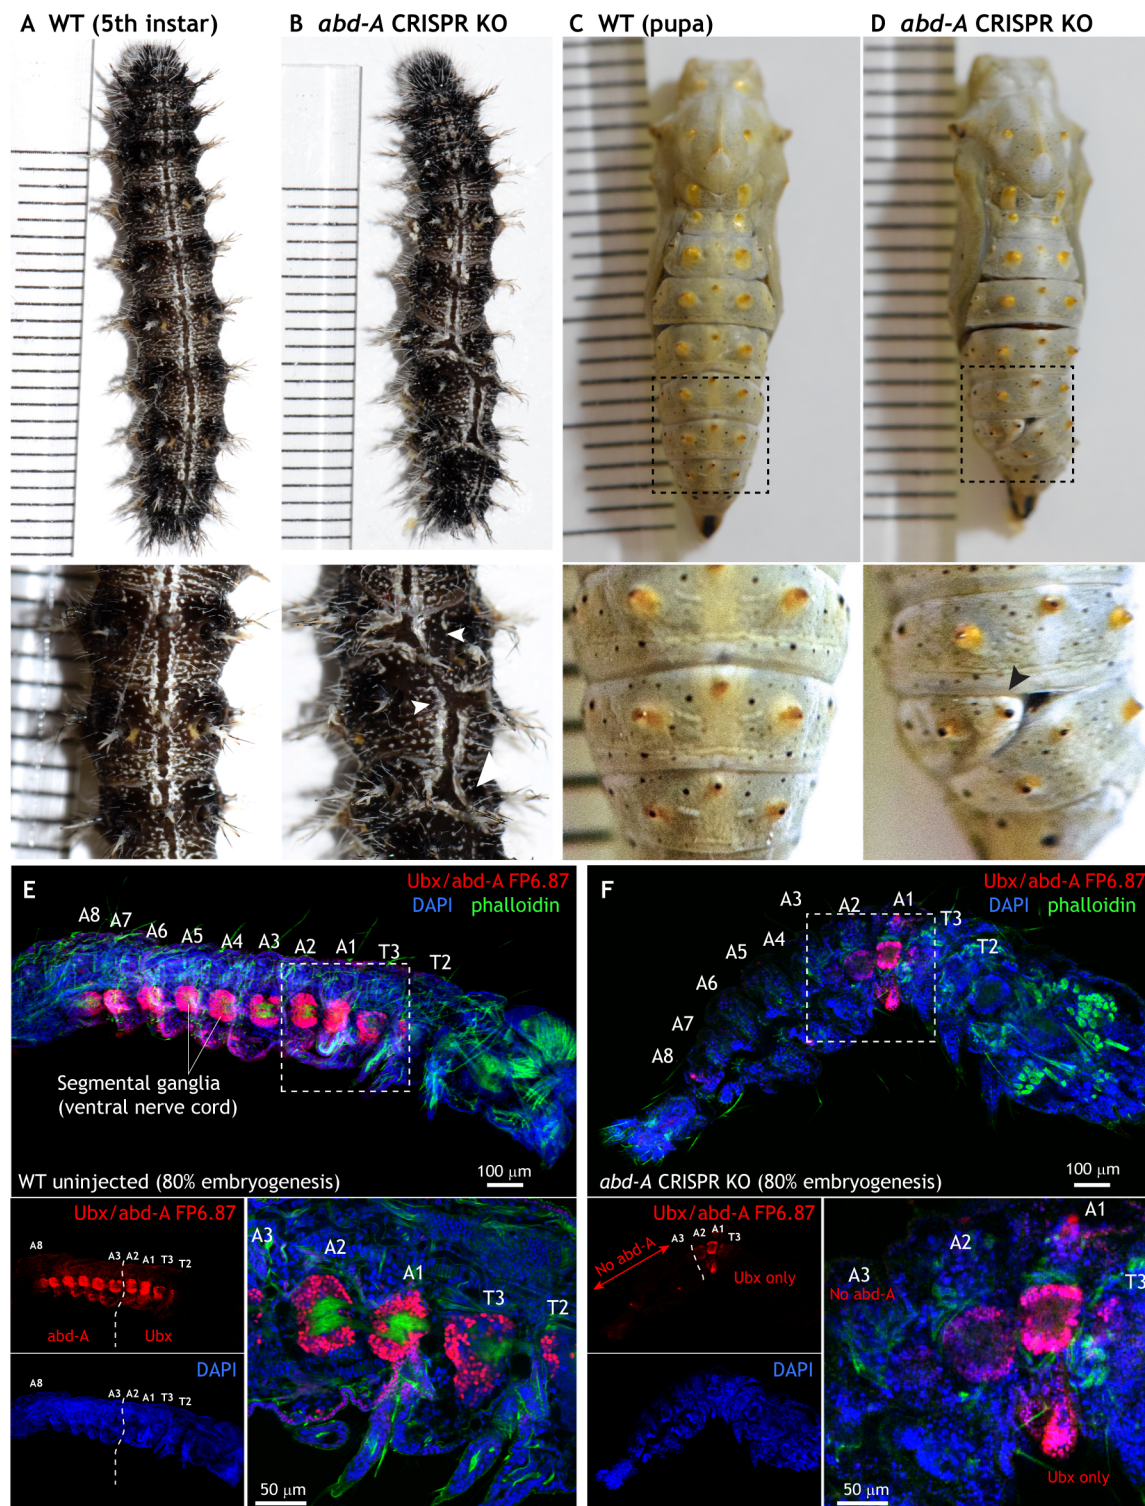 A WT (5th instar)
B abd-A CRISPR KO
C WT (pupa)
D abd-A CRISPR KO
E
Ubx/abd-A FP6.87
DAPI phalloidin
A8
A7
A6
A5
A4
A3
A2
A1
T3
T2
Segmental ganglia
(ventral nerve cord)
WT uninjected (80% embryogenesis)
100 μm
F
Ubx/abd-A FP6.87
DAPI phalloidin
A3
A2
A1
T3
T2
A4
A5
A6
A7
A8
abd-A CRISPR KO (80% embryogenesis)
100 μm
Ubx/abd-A FP6.87
A8
A3 A2 A1 T3 T2
abd-A
Ubx
DAPI
A8
A3 A2 A1 T3 T2
A3
A2
A1
T3
T2
50 μm
Ubx/abd-A FP6.87
A3 A2 A1 T3
No abd-A
Ubx only
DAPI
A1
A2
A3
No abd-A
T3
Ubx only
50 μm